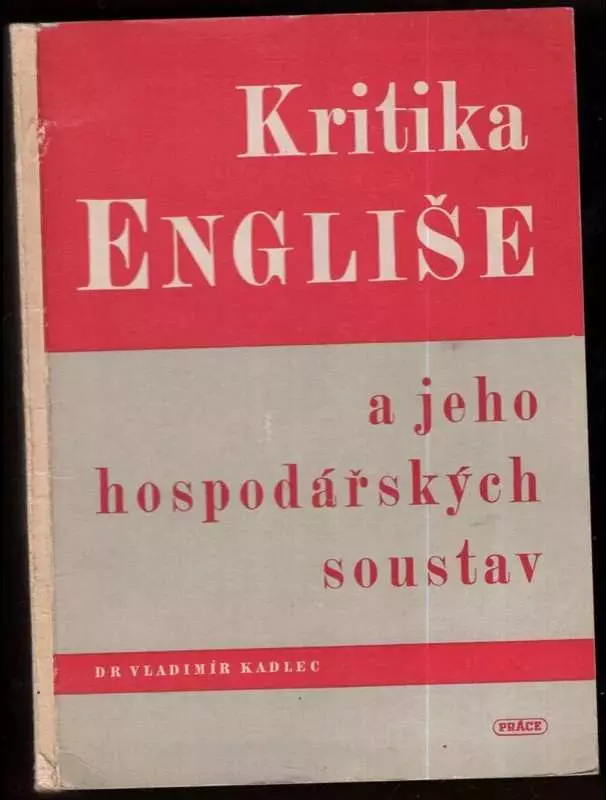 Kritika
ENGLIŠE
a jeho
hospodářských
soustav
DR VLADIMÍR KADLEC
PRÁCE